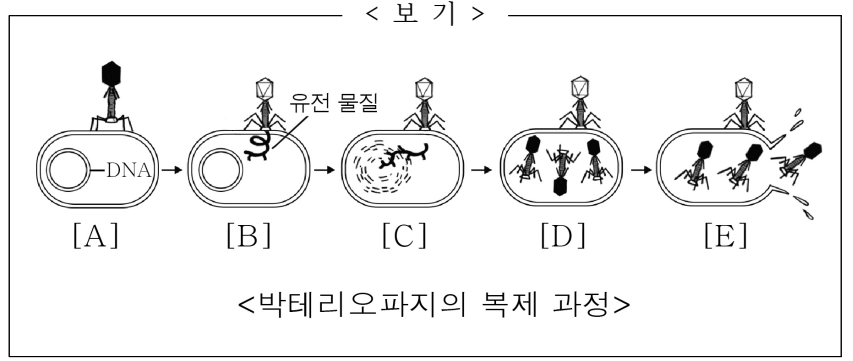 < 보 기 >
유전 물질
DNA
[A] [B] [C] [D] [E]
<박테리오파지의 복제 과정>